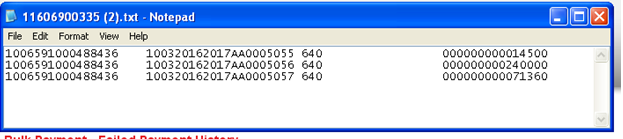 11606900335 (2).txt - Notepad
File Edit Format View Help
1006591000488436 100320162017AA0005055 640 000000000014500
1006591000488436 100320162017AA0005056 640 000000000240000
1006591000488436 100320162017AA0005057 640 000000000071360
Bulk Payment - Failed Payment History